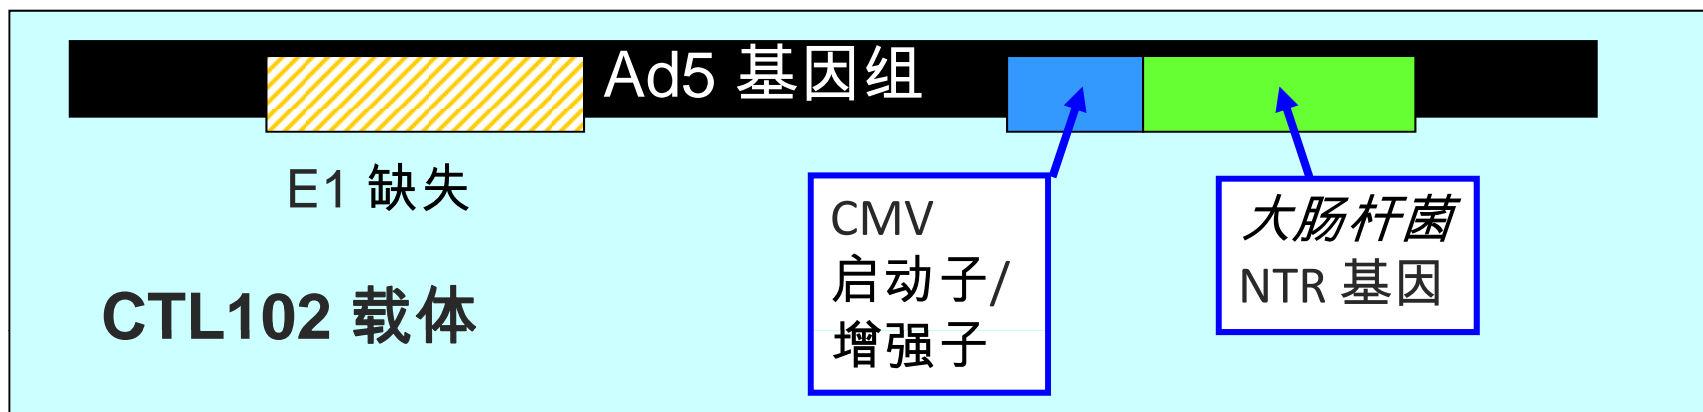 Ad5 基因组
E1 缺失
CMV
启动子/
增强子
大肠杆菌
NTR 基因
CTL102 载体